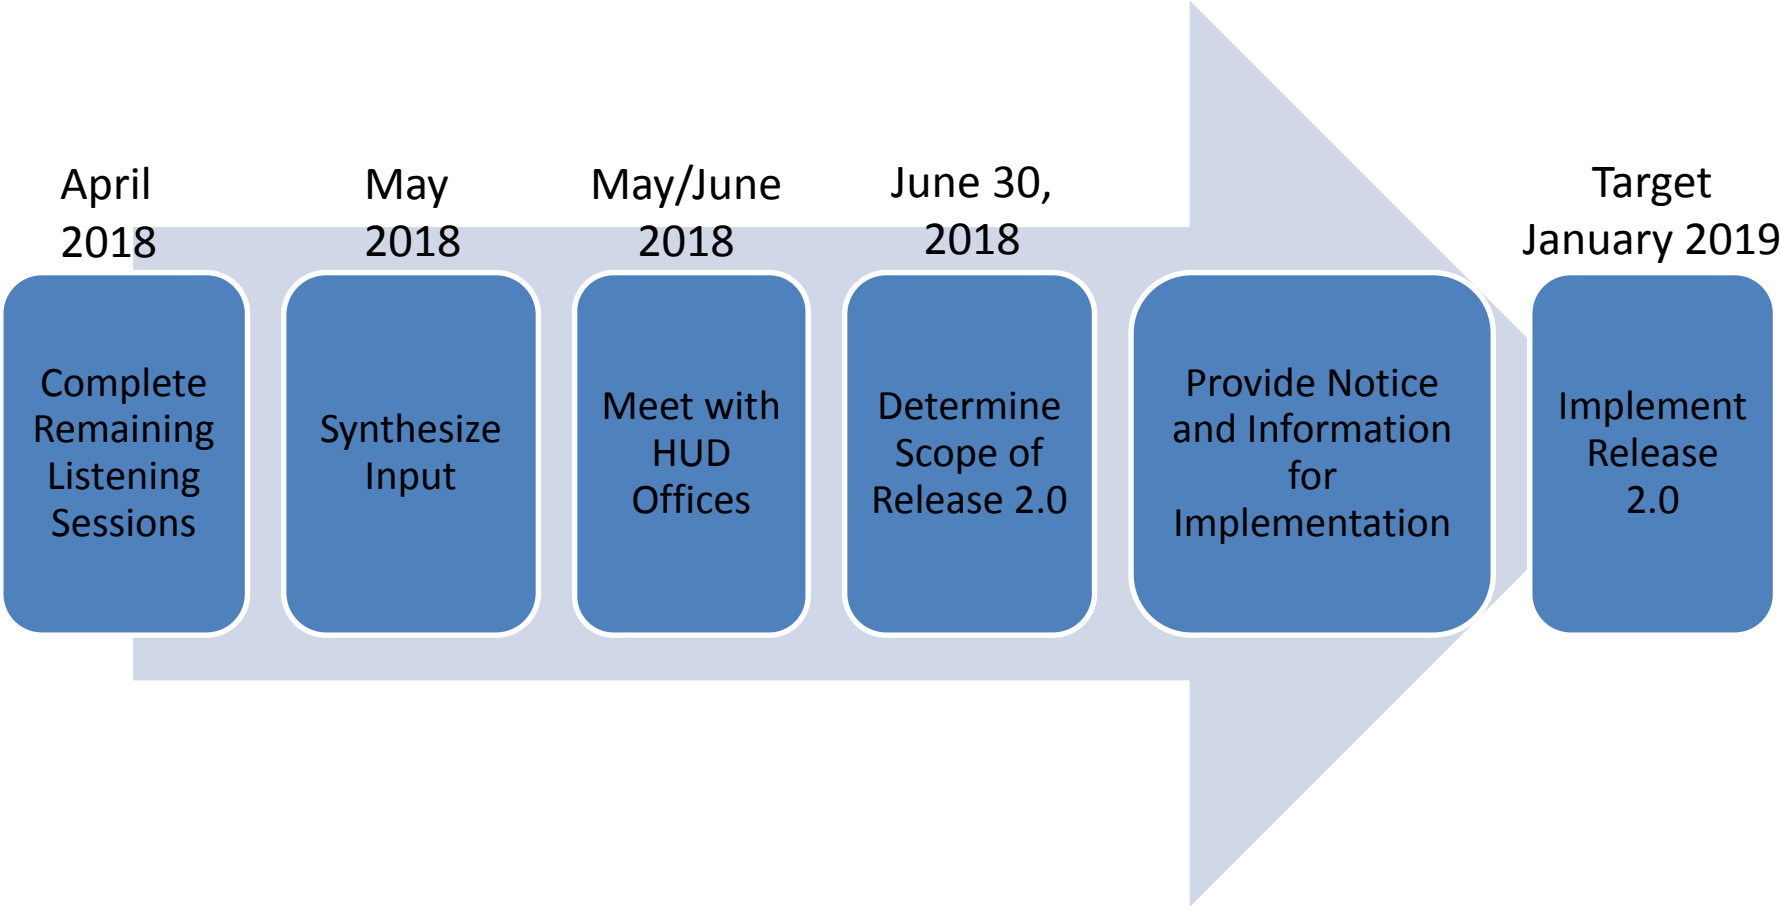 April
2018
Complete
Remaining
Listening
Sessions
May
2018
Synthesize
Input
May/June
2018
Meet with
HUD
Offices
June 30,
2018
Determine
Scope of
Release 2.0
Provide Notice
and Information
for
Implementation
Target
January 2019
Implement
Release
2.0